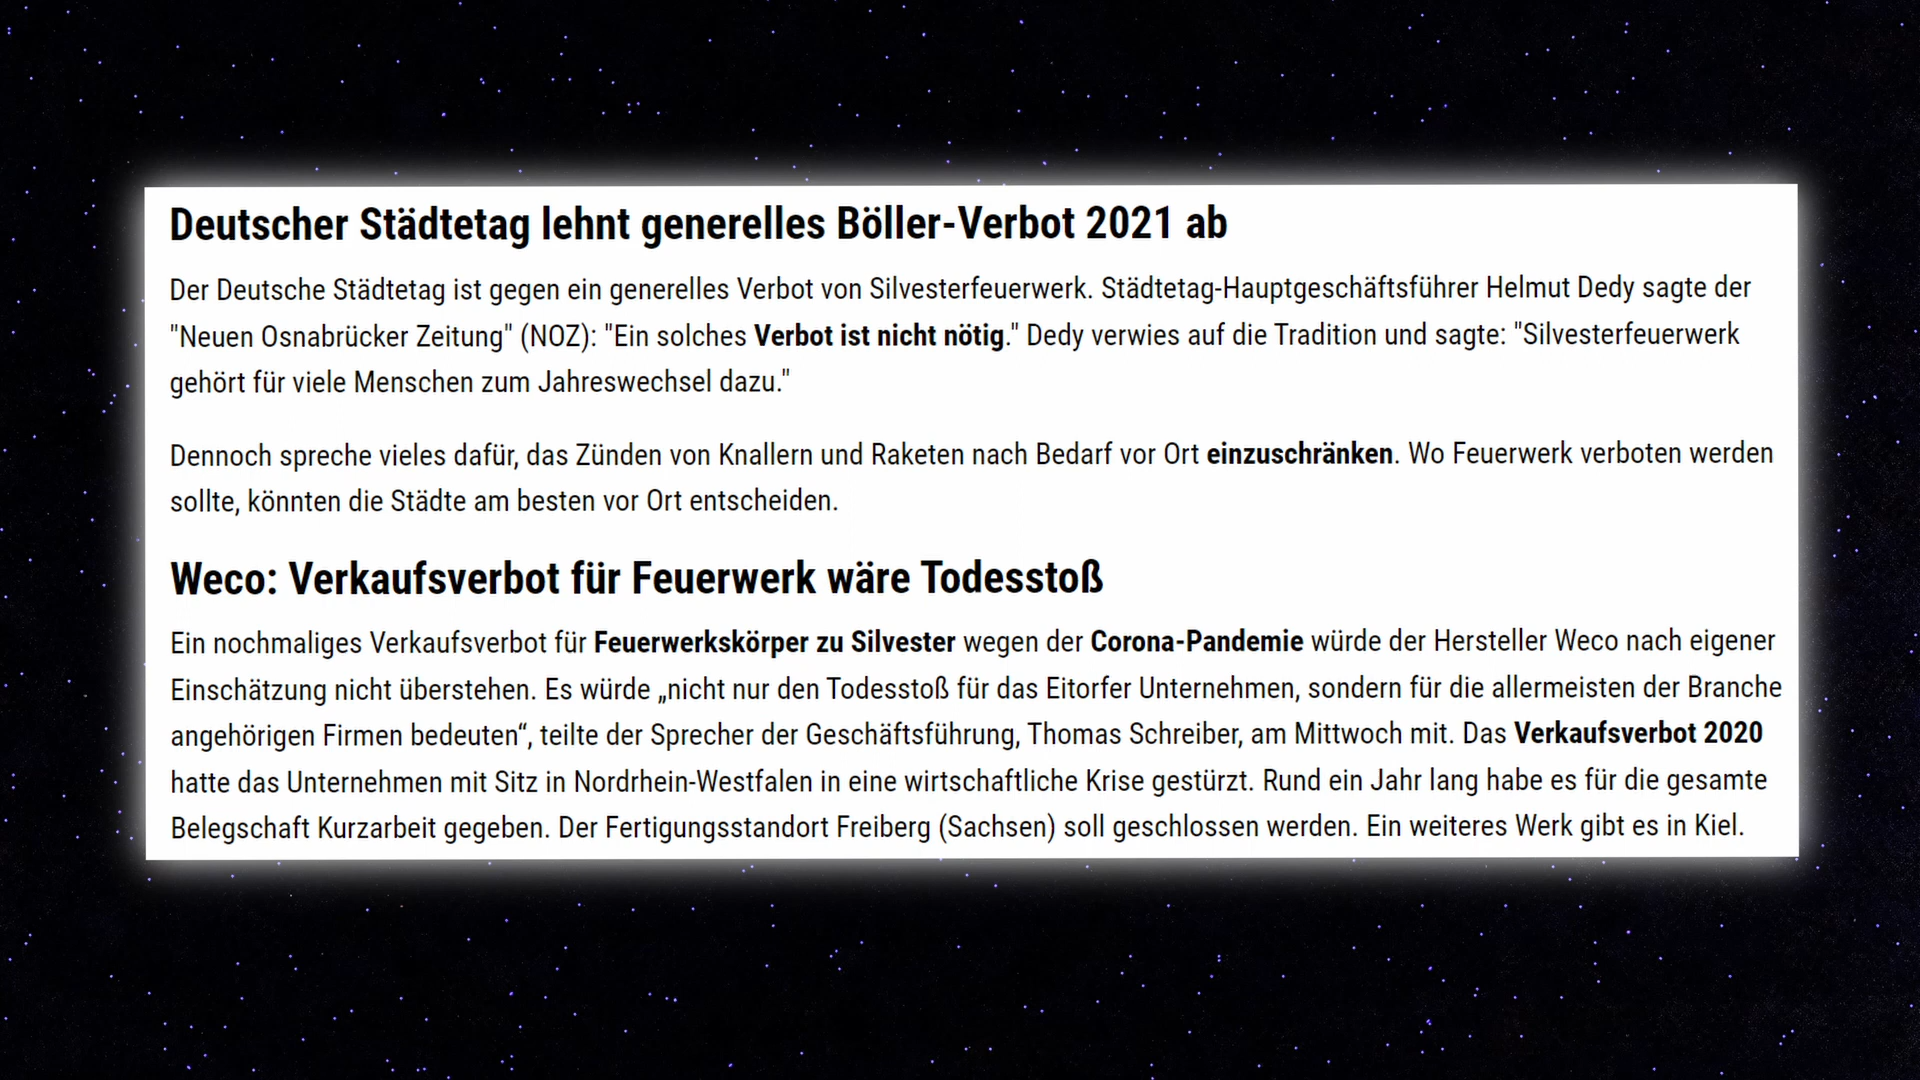 Deutscher Städtetag lehnt generelles Böller-Verbot 2021 ab
Der Deutsche Städtetag ist gegen ein generelles Verbot von Silvesterfeuerwerk. Städtetag-Hauptgeschäftsführer Helmut Dedy sagte der
"Neuen Osnabrücker Zeitung" (NOZ): "Ein solches Verbot ist nicht nötig." Dedy verwies auf die Tradition und sagte: "Silvesterfeuerwerk
gehört für viele Menschen zum Jahreswechsel dazu."
Dennoch spreche vieles dafür, das Zünden von Knallern und Raketen nach Bedarf vor Ort einzuschränken. Wo Feuerwerk verboten werden
sollte, könnten die Städte am besten vor Ort entscheiden.
Weco: Verkaufsverbot für Feuerwerk wäre Todesstoß
Ein nochmaliges Verkaufsverbot für Feuerwerkskörper zu Silvester wegen der Corona-Pandemie würde der Hersteller Weco nach eigener
Einschätzung nicht überstehen. Es würde „nicht nur den Todesstoß für das Eitorfer Unternehmen, sondern für die allermeisten der Branche
angehörigen Firmen bedeuten“, teilte der Sprecher der Geschäftsführung, Thomas Schreiber, am Mittwoch mit. Das Verkaufsverbot 2020
hatte das Unternehmen mit Sitz in Nordrhein-Westfalen in eine wirtschaftliche Krise gestürzt. Rund ein Jahr lang habe es für die gesamte
Belegschaft Kurzarbeit gegeben. Der Fertigungsstandort Freiberg (Sachsen) soll geschlossen werden. Ein weiteres Werk gibt es in Kiel.